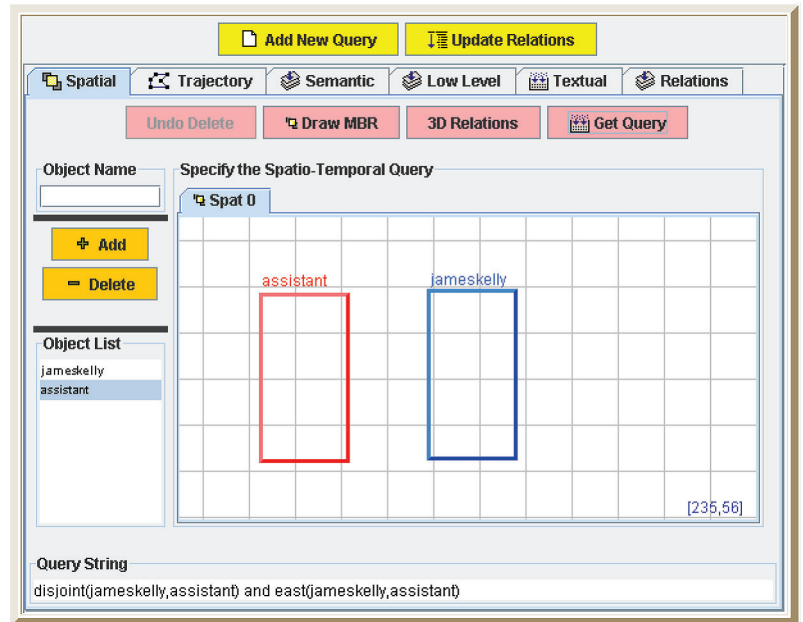 Add New Query Update Relations
Spatial Trajectory Semantic Low Level Textual Relations
Undo Delete Draw MBR 3D Relations Get Query
Object Name
Specify the Spatio-Temporal Query
Spat 0
Add
Delete
assistant jameskelly
Object List
jameskelly
assistant
[235,56]
Query String
disjoint(jameskelly,assistant) and east(jameskelly,assistant)